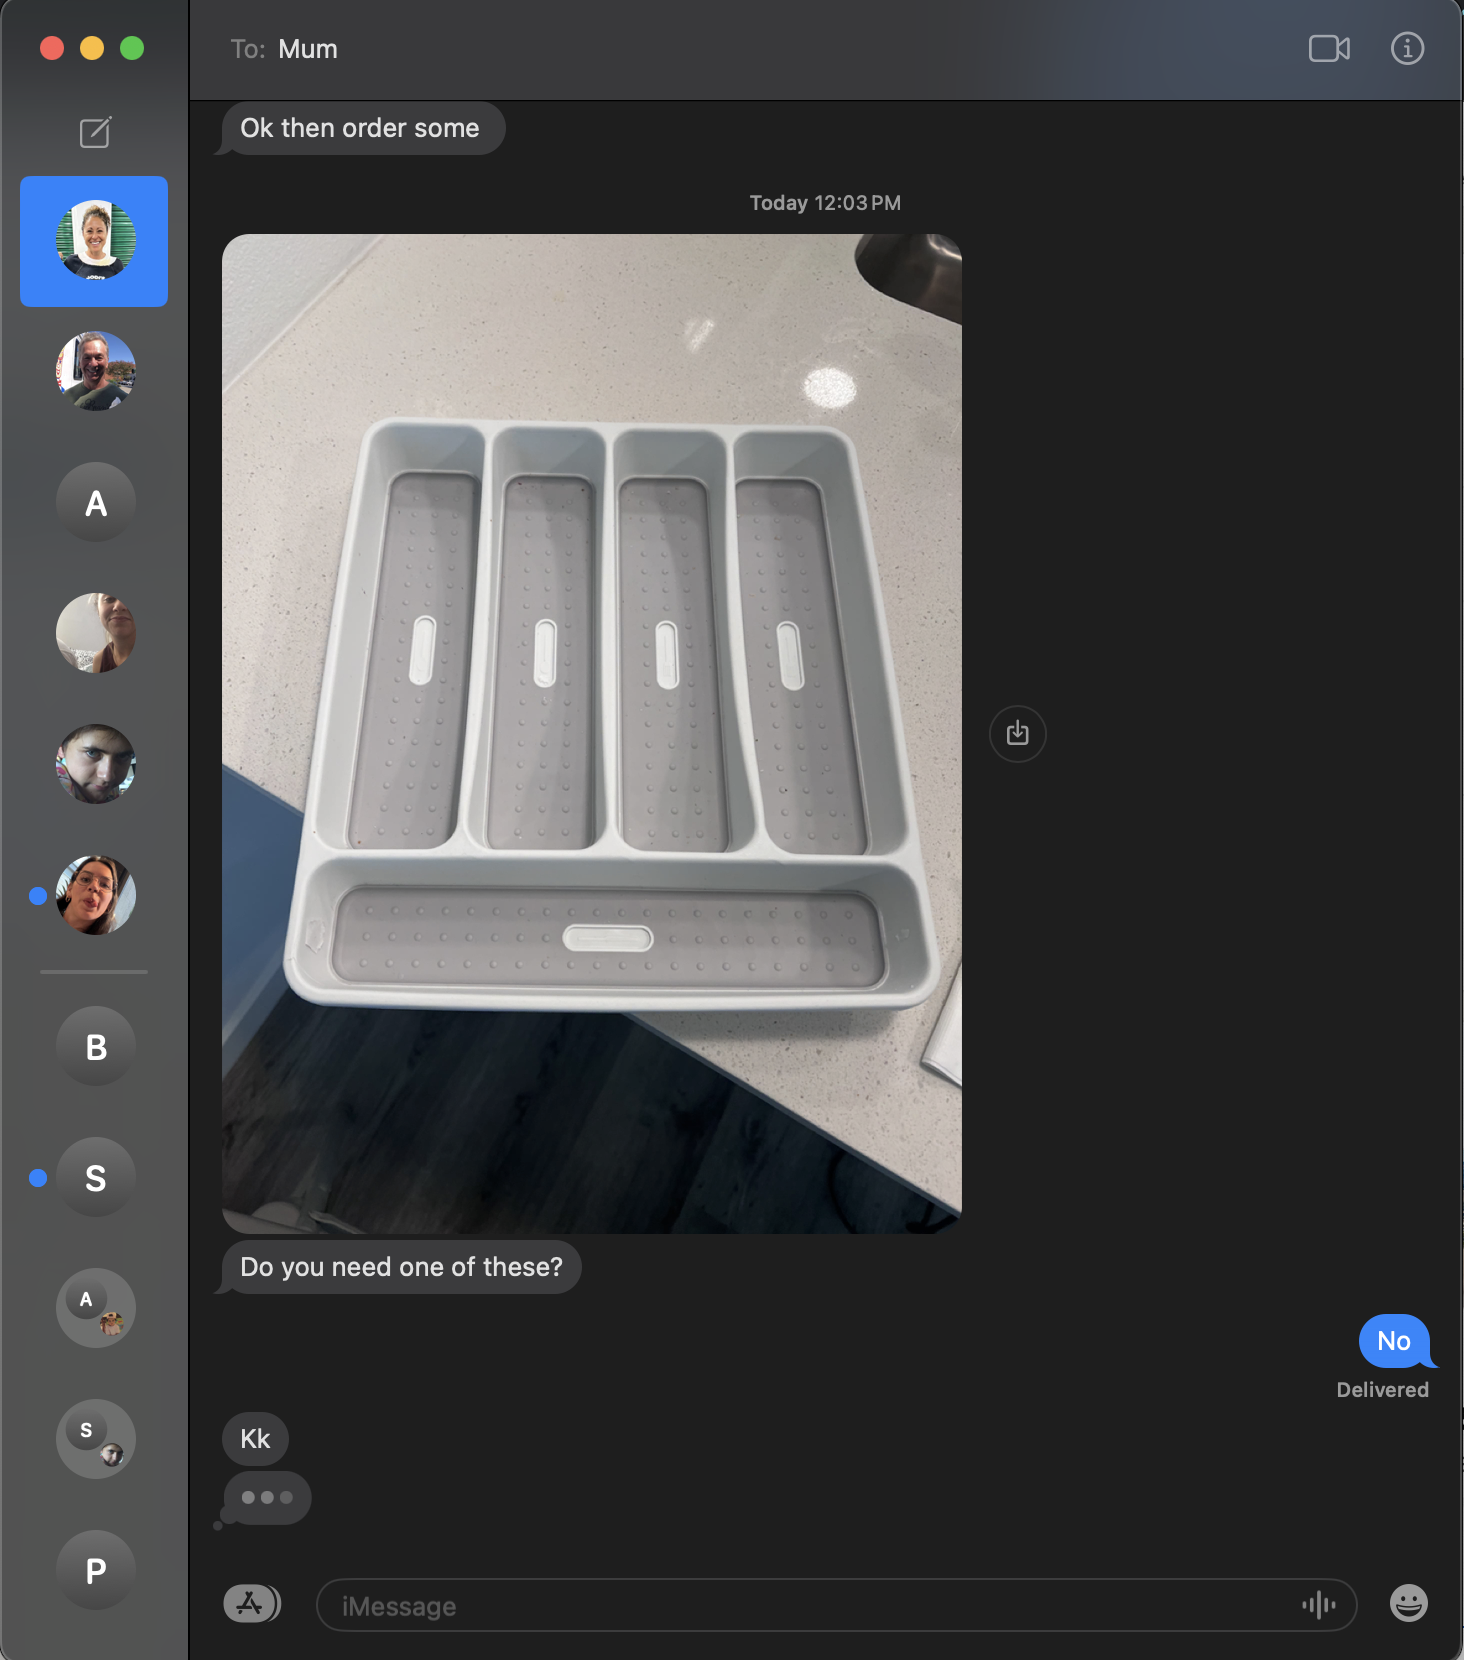 To: Mum
Ok then order some
Today 12:03 PM
Do you need one of these?
No
Delivered
Kk
iMessage
A
B
S
A
S
P